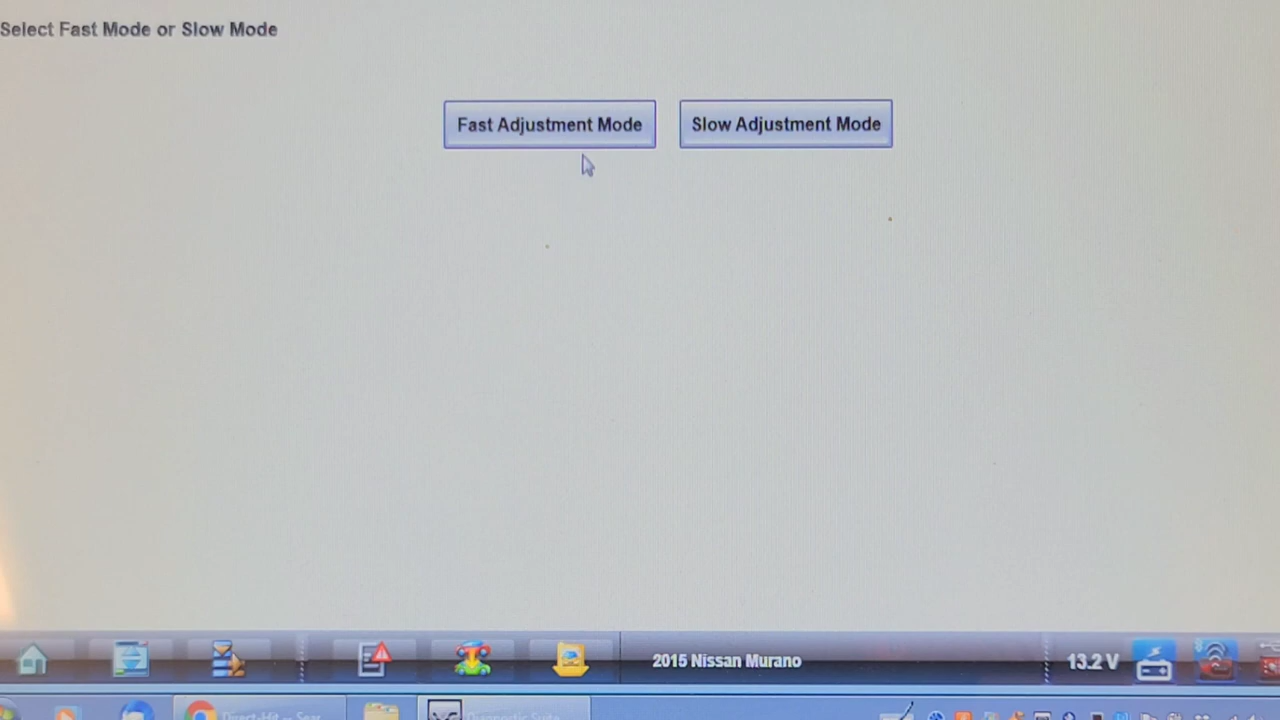 Select Fast Mode or Slow Mode
Fast Adjustment Mode
Slow Adjustment Mode
2015 Nissan Murano
13.2 V